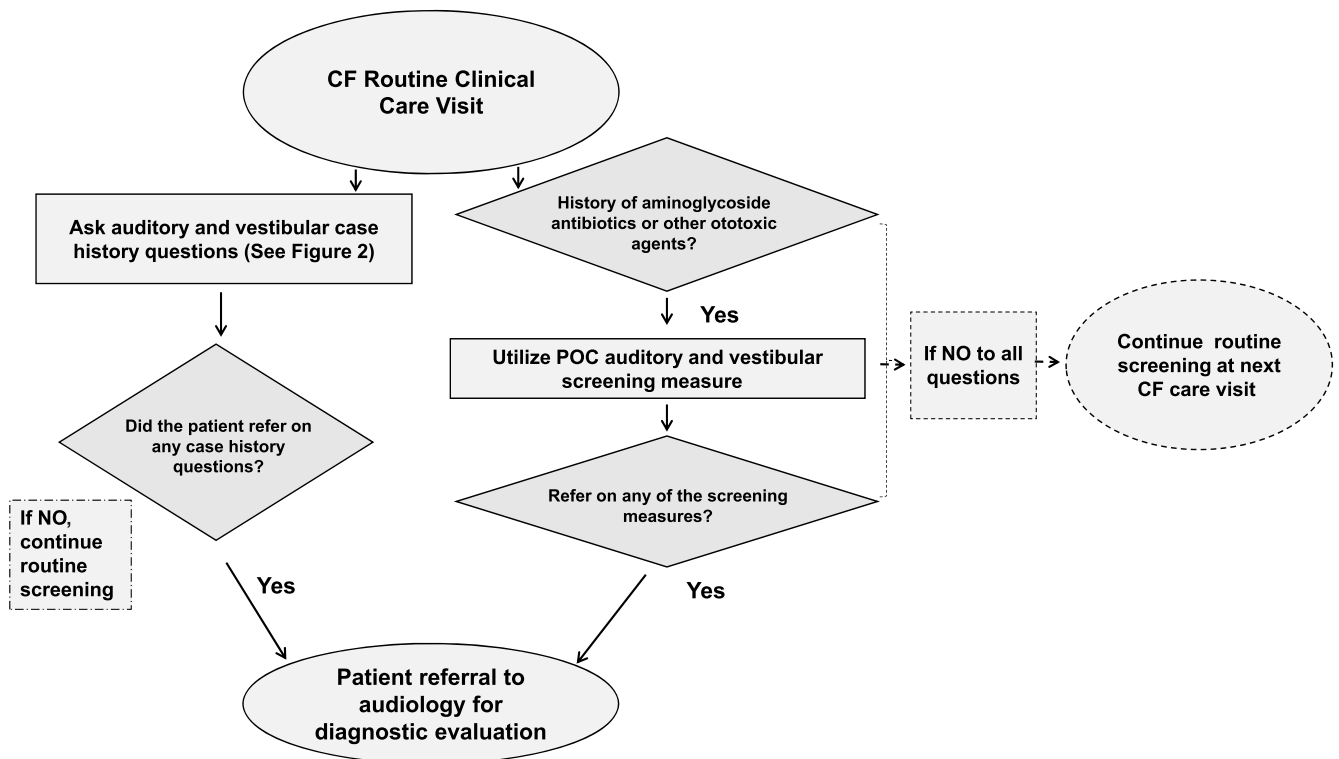 CF Routine Clinical
Care Visit
Ask auditory and vestibular case
history questions (See Figure 2)
History of aminoglycoside
antibiotics or other ototoxic
agents?
Yes
Utilize POC auditory and vestibular
screening measure
If NO to all
questions
Continue routine
screening at next
CF care visit
Did the patient refer on
any case history
questions?
Refer on any of the screening
measures?
If NO,
continue
routine
screening
Yes
Yes
Patient referral to
audiology for
diagnostic evaluation